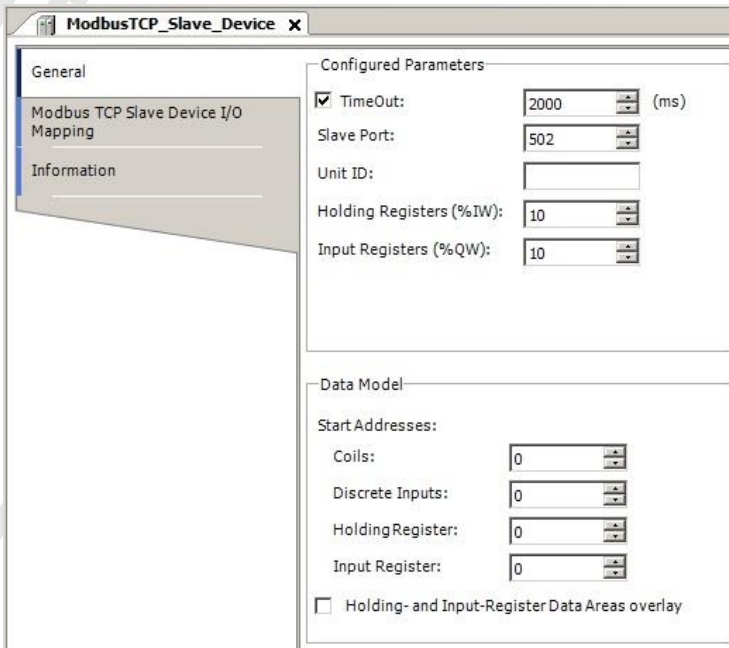 ModbusTCP_Slave_Device X
General
Modbus TCP Slave Device I/O
Mapping
Information
Configured Parameters
TimeOut: 2000 (ms)
Slave Port: 502
Unit ID:
Holding Registers (%IW): 10
Input Registers (%QW): 10
Data Model
Start Addresses:
Coils: 0
Discrete Inputs: 0
Holding Register: 0
Input Register: 0
Holding- and Input-Register Data Areas overlay